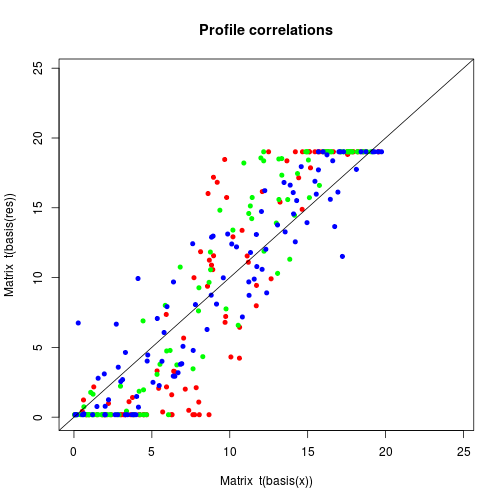 Profile correlations
Matrix t(basis(res))
25
20
15
10
5
0
0 5 10 15 20 25
Matrix t(basis(x))